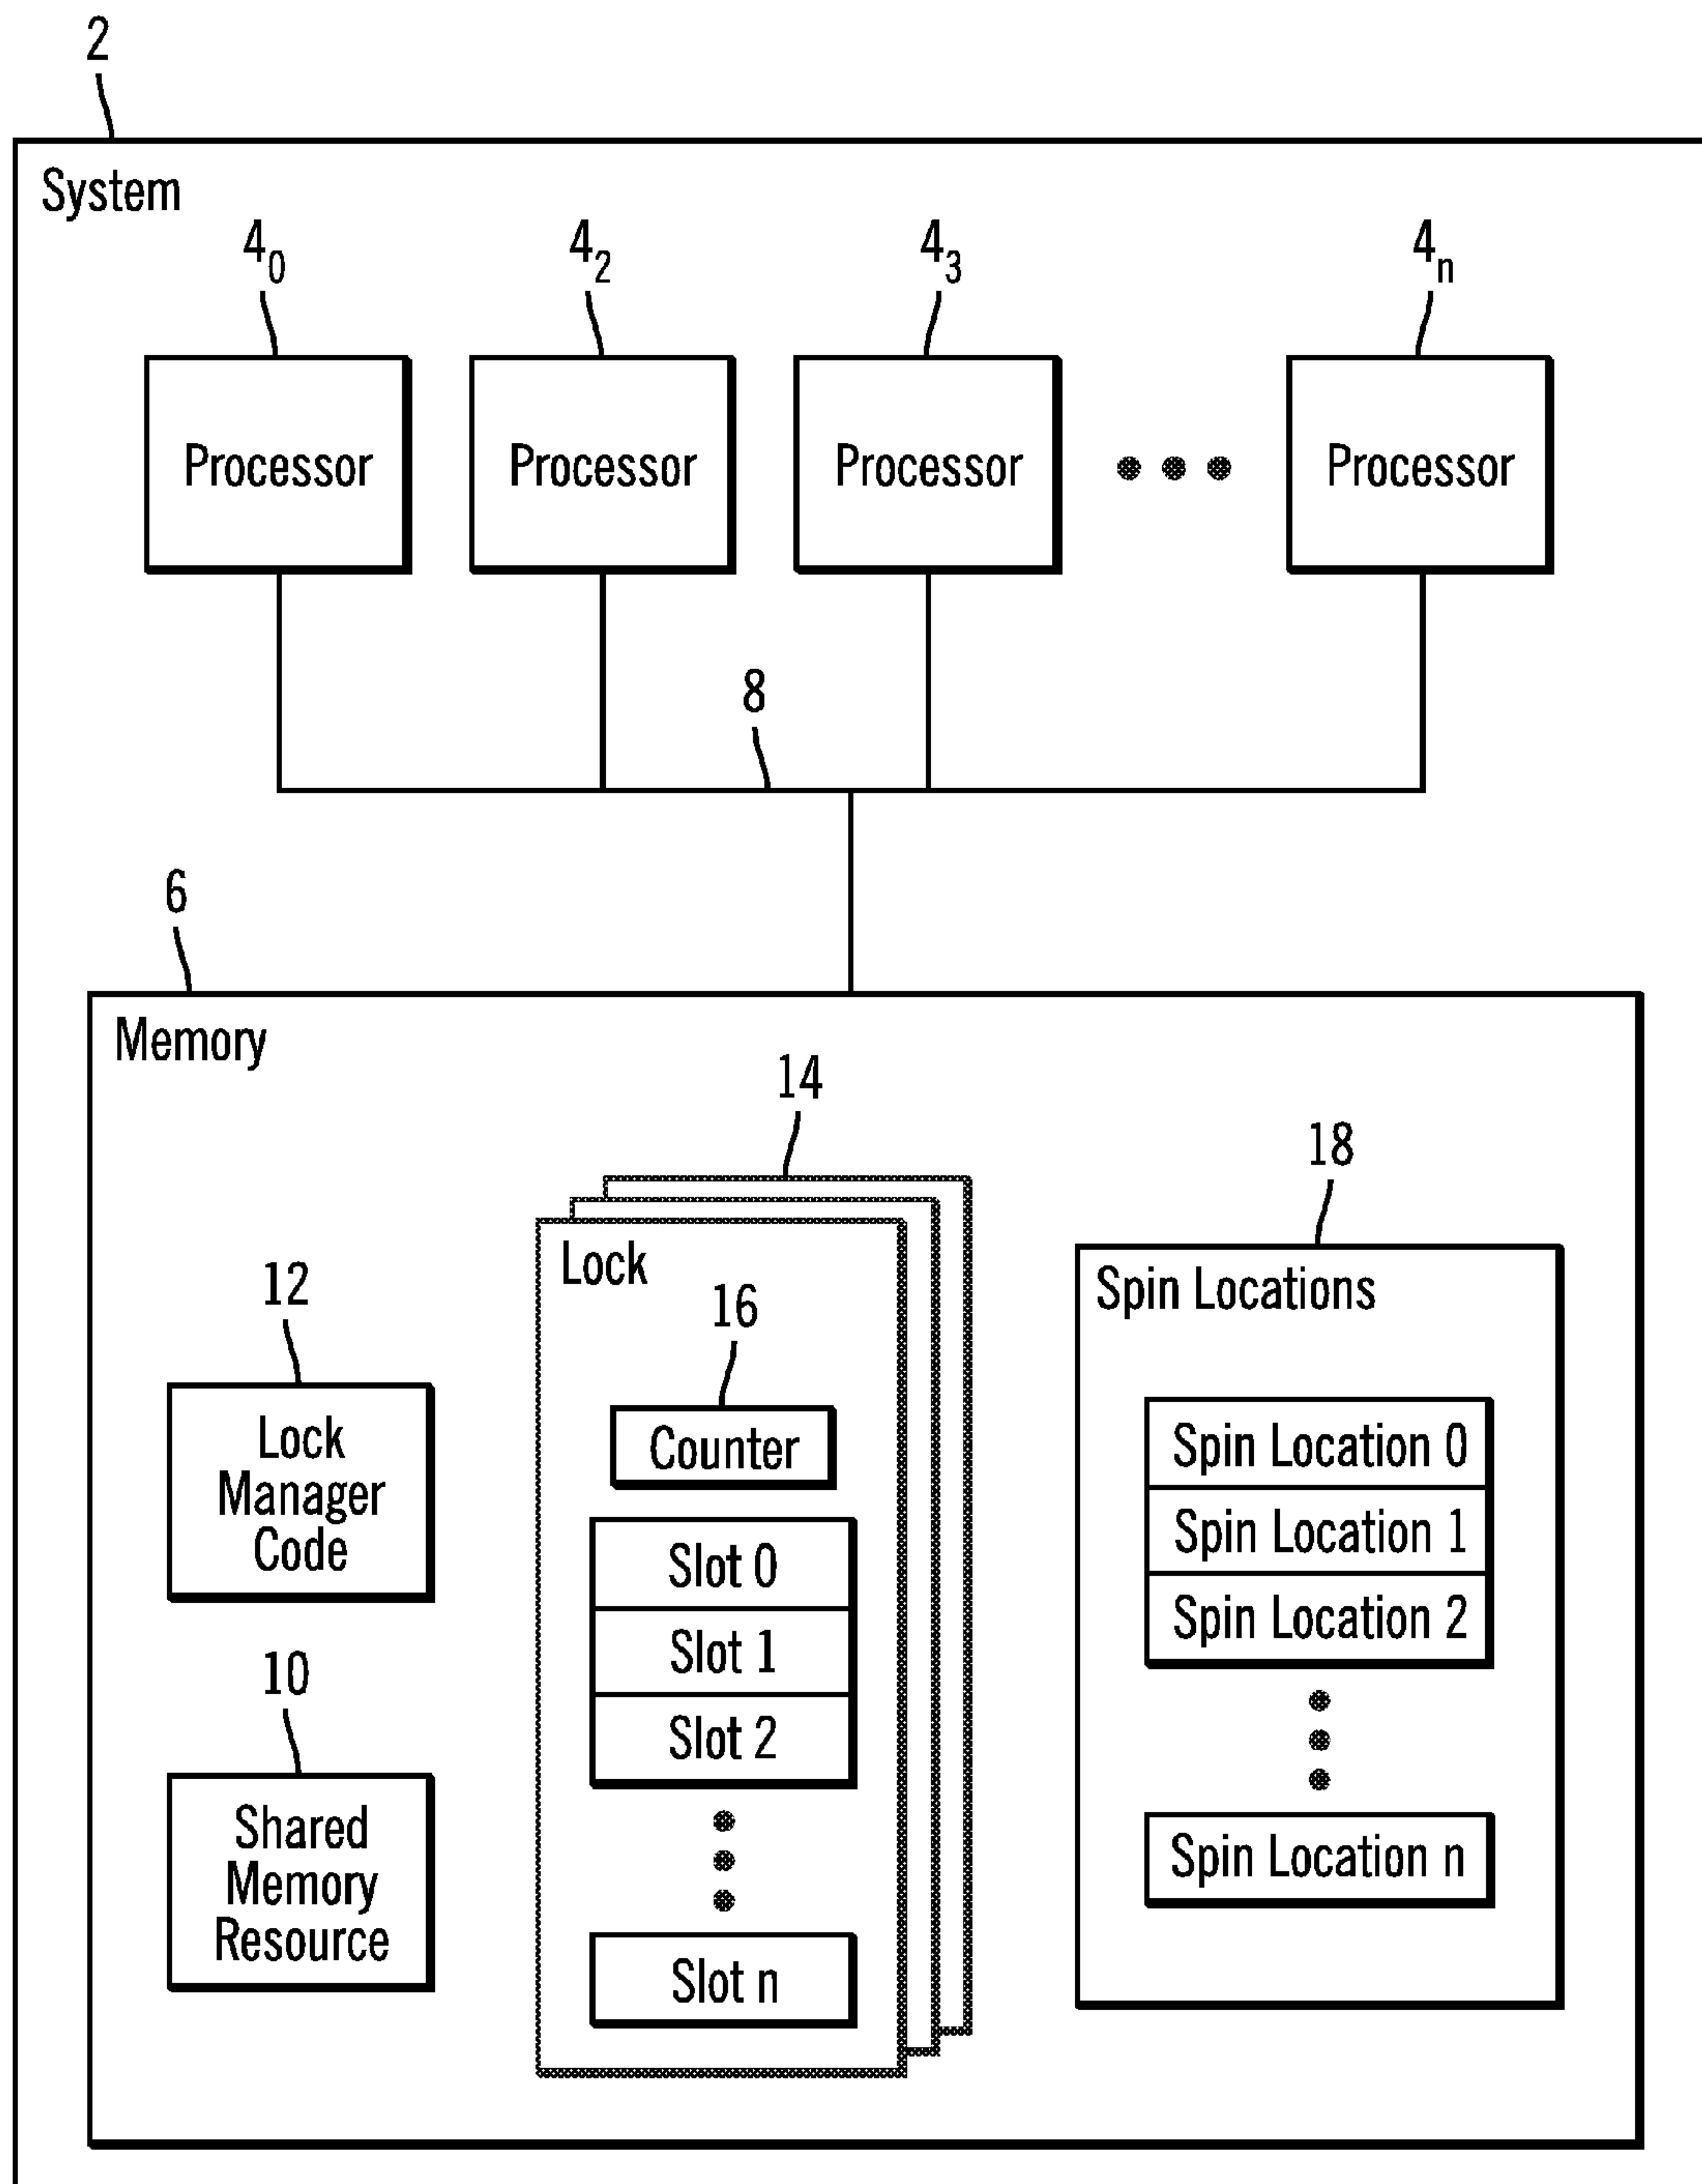 2
System
4₀ 4₂ 4₃ 4ₙ
Processor Processor Processor Processor
8
6
Memory
14
18
Lock
Spin Locations
12
16
Counter
Lock
Manager
Code
Spin Location 0
Spin Location 1
Spin Location 2
Slot 0
Slot 1
Slot 2
10
Shared
Memory
Resource
Spin Location n
Slot n